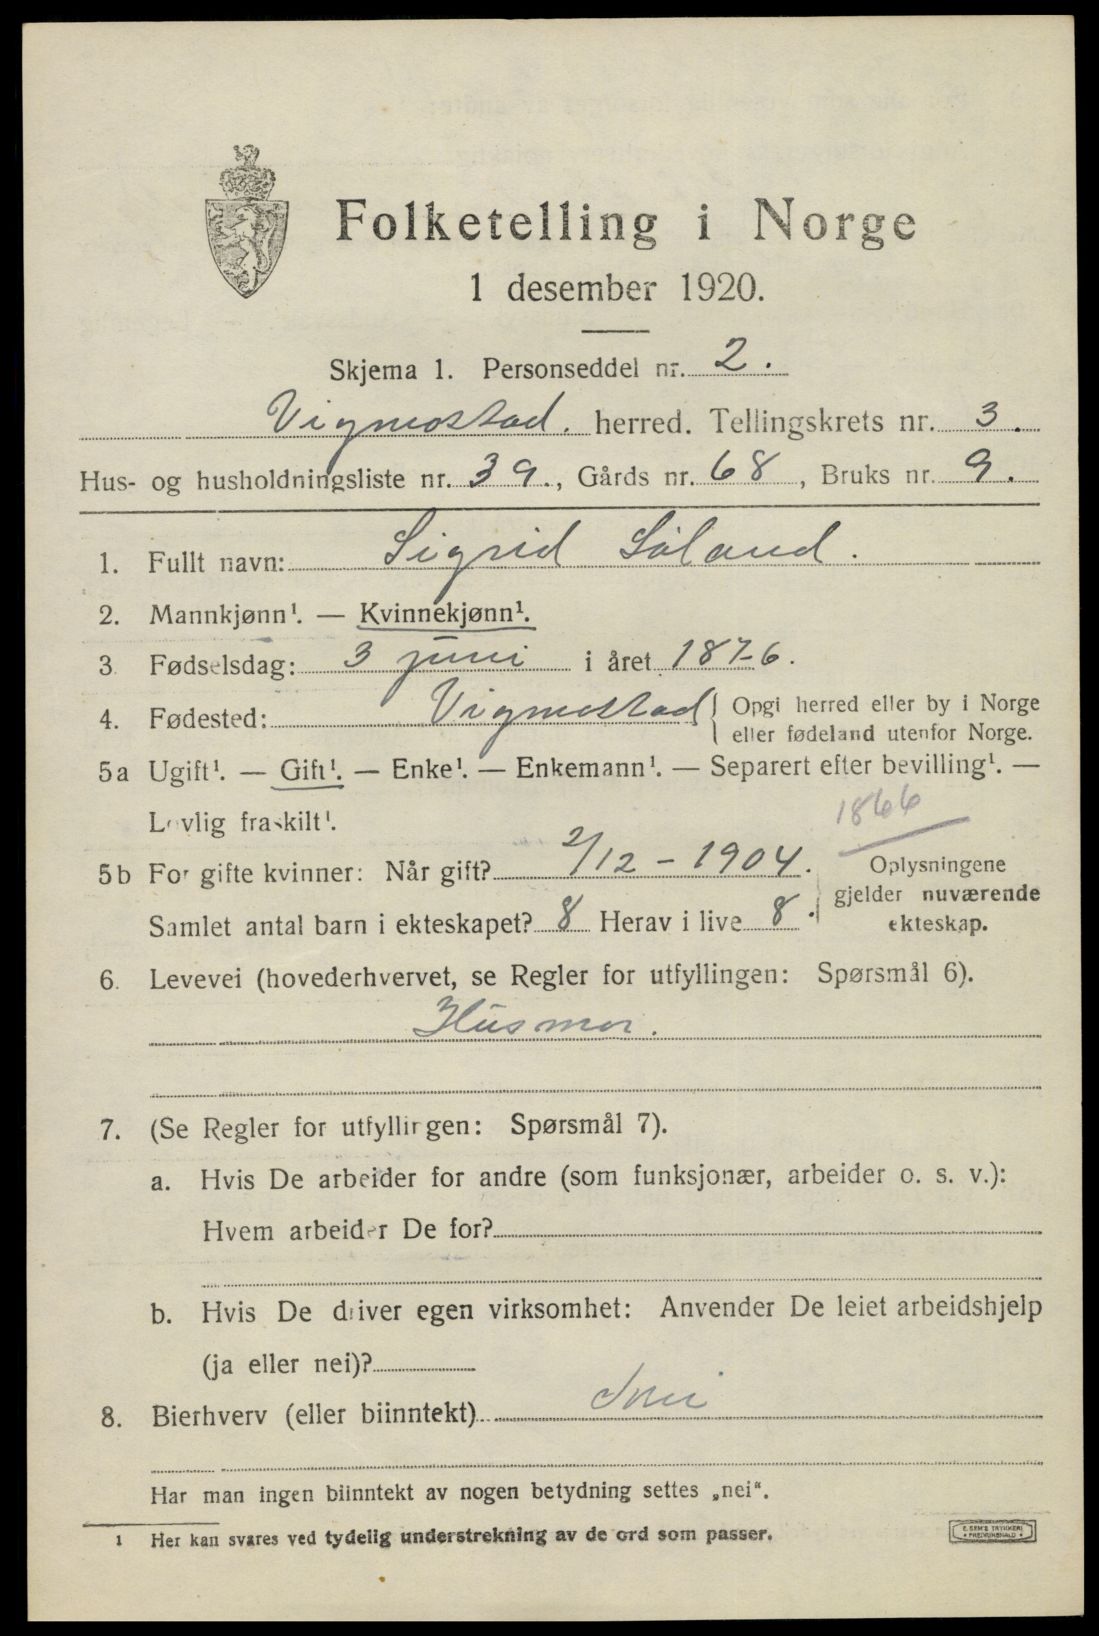 Folketelling i Norge
1 desember 1920.
Skjema 1. Personseddel nr. 2.
Vigmostad. herred. Tellingskrets nr. 3.
Hus- og husholdningsliste nr. 39., Gårds nr. 68, Bruks nr. 9.
1. Fullt navn: Sigrid Såland.
2. Mannkjønn¹. — Kvinnekjønn¹.
3. Fødselsdag: 3 juni i året 1876.
4. Fødested: Vigmostad { Opgi herred eller by i Norge
eller fødeland utenfor Norge.
5a Ugift¹. — Gift¹. — Enke¹. — Enkemann¹. — Separert efter bevilling¹. —
Lovlig fraskilt¹.
1866
5b For gifte kvinner: Når gift? 2/12 - 1904. Oplysningene
gjelder nuværende
Samlet antal barn i ekteskapet? 8 Herav i live 8. ekteskap.
6. Levevei (hovederhvervet, se Regler for utfyllingen: Spørsmål 6).
Husmor.
7. (Se Regler for utfyllingen: Spørsmål 7).
a. Hvis De arbeider for andre (som funksjonær, arbeider o. s. v.):
Hvem arbeider De for?
b. Hvis De driver egen virksomhet: Anvender De leiet arbeidshjelp
(ja eller nei)?
8. Bierhverv (eller biinntekt)
Har man ingen biinntekt av nogen betydning settes „nei“.
¹ Her kan svares ved tydelig understrekning av de ord som passer.
E. SEM'S TRYKKERI
FREDRIKSHALD